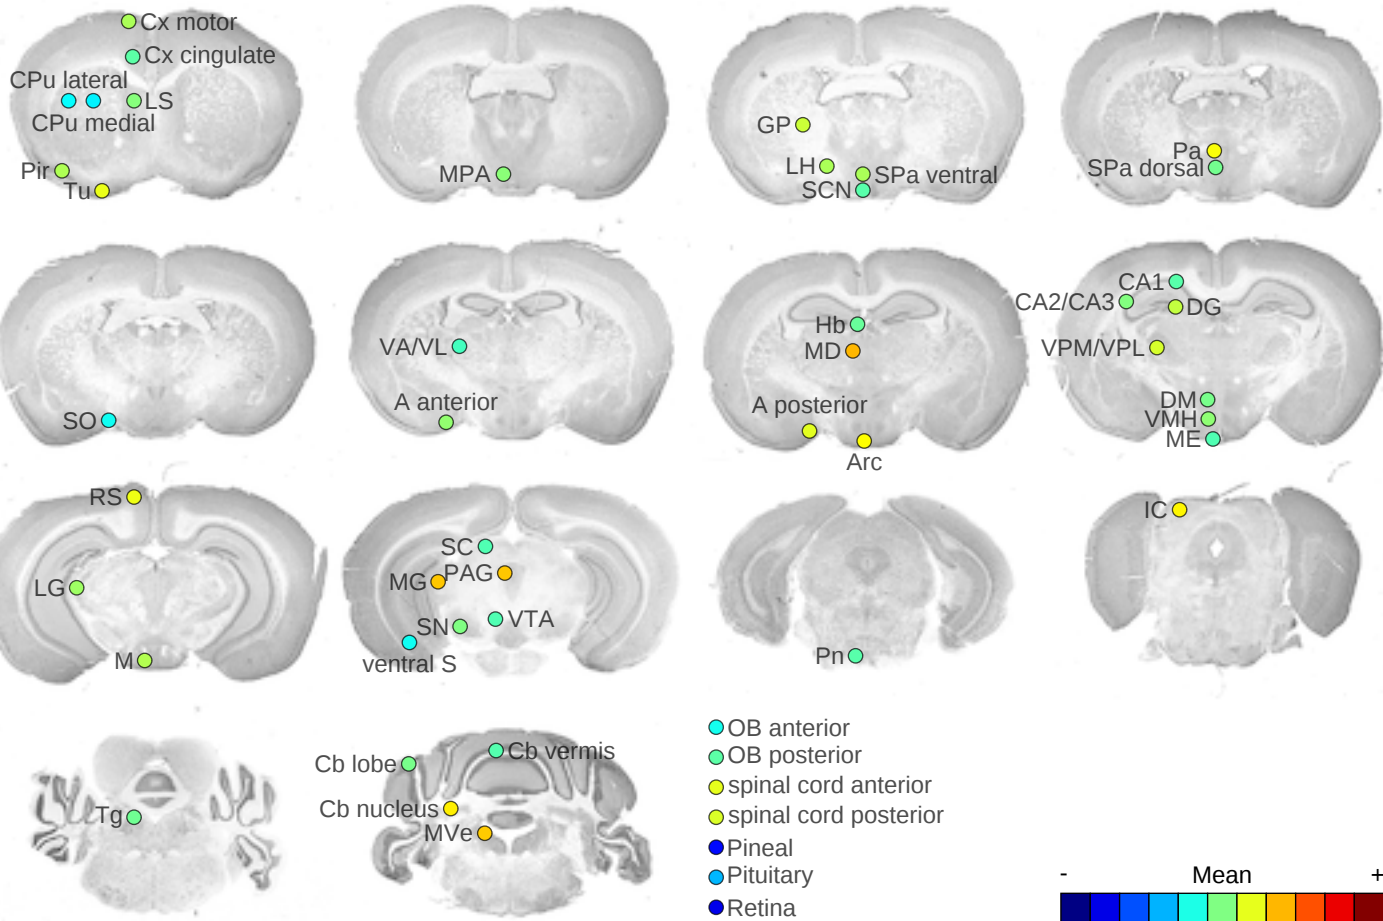 Cx motor
Cx cingulate
CPu lateral
LS
CPu medial
Pir
Tu
MPA
GP
LH
SPa ventral
SCN
Pa
SPa dorsal
SO
VA/VL
A anterior
Hb
MD
A posterior
Arc
CA1
CA2/CA3
DG
VPM/VPL
DM
VMH
ME
RS
LG
M
SC
MG
PAG
SN
VTA
ventral S
Pn
IC
Tg
Cb lobe
Cb vermis
Cb nucleus
MVe
OB anterior
OB posterior
spinal cord anterior
spinal cord posterior
Pineal
Pituitary
Retina
- Mean +